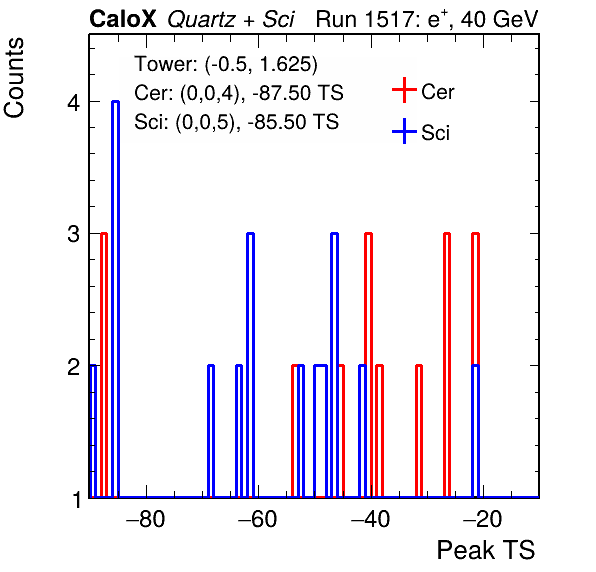 CaloX Quartz + Sci Run 1517: e+, 40 GeV
Counts
Tower: (-0.5, 1.625)
Cer: (0,0,4), -87.50 TS
Sci: (0,0,5), -85.50 TS
Cer
Sci
4
3
2
1
−80 −60 −40 −20
Peak TS